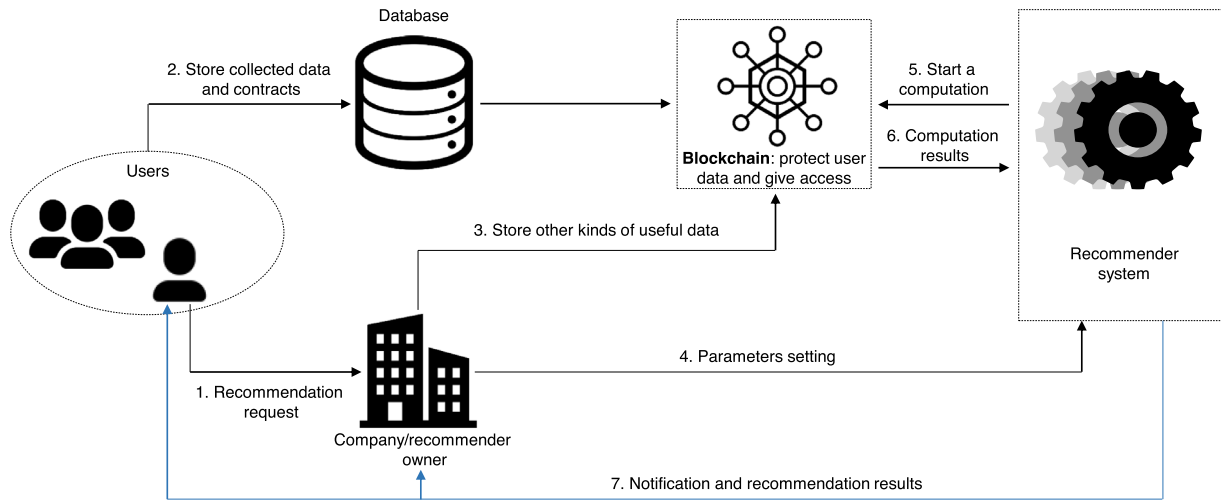 Database
2. Store collected data
and contracts
5. Start a
computation
6. Computation
results
Blockchain: protect user
data and give access
Users
3. Store other kinds of useful data
Recommender
system
4. Parameters setting
1. Recommendation
request
Company/recommender
owner
7. Notification and recommendation results